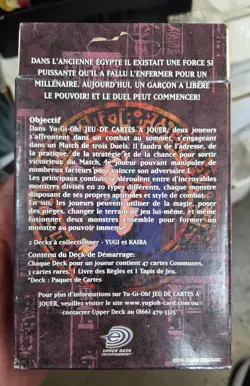 DANS L'ANCIENNE EGYPTE IL EXISTAIT UNE FORCE SI
PUISSANTE QU'IL A FALLU L'ENFERMER POUR UN
MILLENAIRE. AUJOURD'HUI, UN GARÇON A LIBÉRÉ
LE POUVOIR! ET LE DUEL PEUT COMMENCER!
Objectif
Dans Yu-Gi-Oh! JEU DE CARTES A JOUER, deux joueurs
s'affrontent dans un combat au sommet, s'engageant
dans un Match de trois Duels. Il faudra de l'adresse, de
la pratique, de la stratégie et de la chance pour sortir
victorieux du Match, le joueur pouvant manipuler de
nombreux facteurs pour vaincre son adversaire !
Les principaux combats se déroulent entre d'incroyables
monstres divisés en 20 types différents, chaque monstre
disposant de ses propres aptitudes et style de combat.
En sus, les joueurs peuvent utiliser de la magie, poser
des pièges, changer le terrain de jeu lui-même, et même
fusionner deux monstres ensemble pour former un
monstre au pouvoir immense!
2 Decks à collectionner - YUGI et KAIBA
Contenu du Deck de Démarrage:
Chaque Deck pour un joueur contient 47 cartes Communes,
3 cartes rares, 1 Livre des Règles et 1 Tapis de Jeu.
*Deck : Paquet de Cartes
Pour plus d'informations sur Yu-Gi-Oh! JEU DE CARTES A
JOUER, veuillez visiter le site www.yugioh-card.com/ou
contacter Upper Deck au (866) 479-3325
UPPER DECK
ENTERTAINMENT